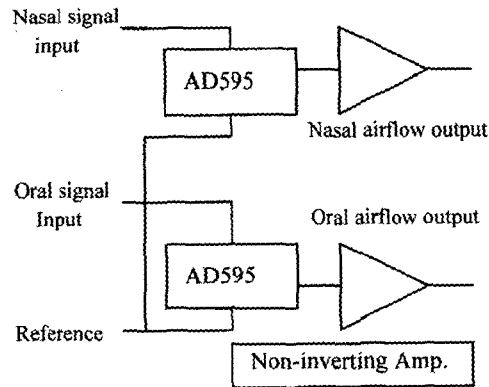 Nasal signal
input
AD595
Nasal airflow output
Oral signal
Input
Oral airflow output
AD595
Reference
Non-inverting Amp.